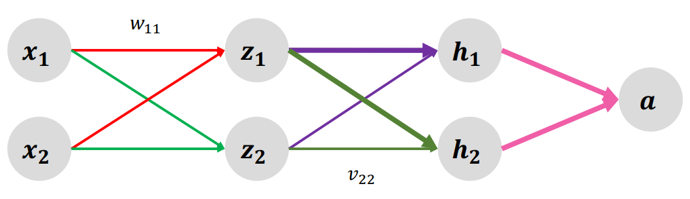 w₁₁
x₁ z₁ h₁
a
x₂ z₂ h₂
v₂₂